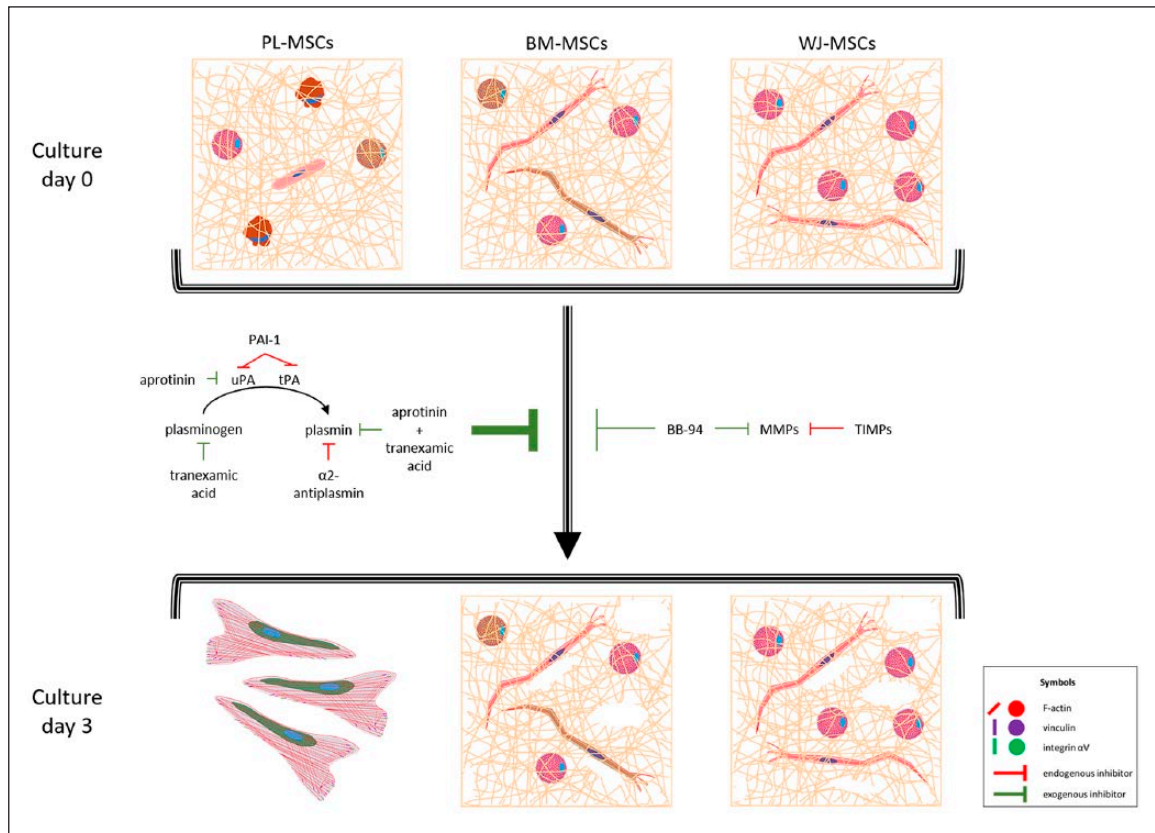 PL-MSCs
BM-MSCs
WJ-MSCs
Culture
day 0
PAI-1
aprotinin
uPA
tPA
plasminogen
plasmin
aprotinin
+
tranexamic
acid
tranexamic
acid
α2-
antiplasmin
BB-94
MMPs
TIMPs
Culture
day 3
Symbols
F-actin
vinculin
integrin αV
endogenous inhibitor
exogenous inhibitor